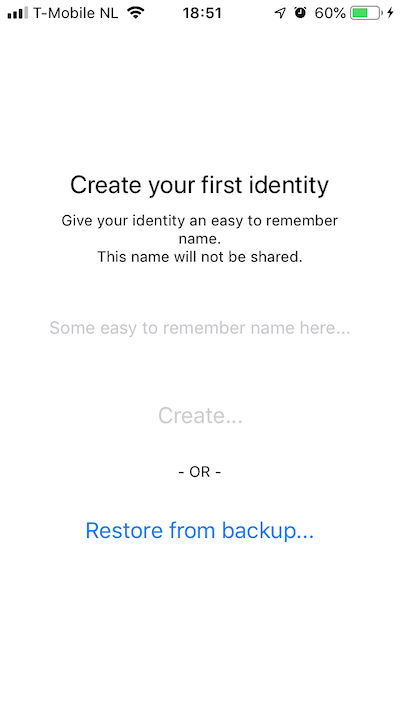 T-Mobile NL 18:51 60%
Create your first identity
Give your identity an easy to remember
name.
This name will not be shared.
Some easy to remember name here...
Create...
- OR -
Restore from backup...